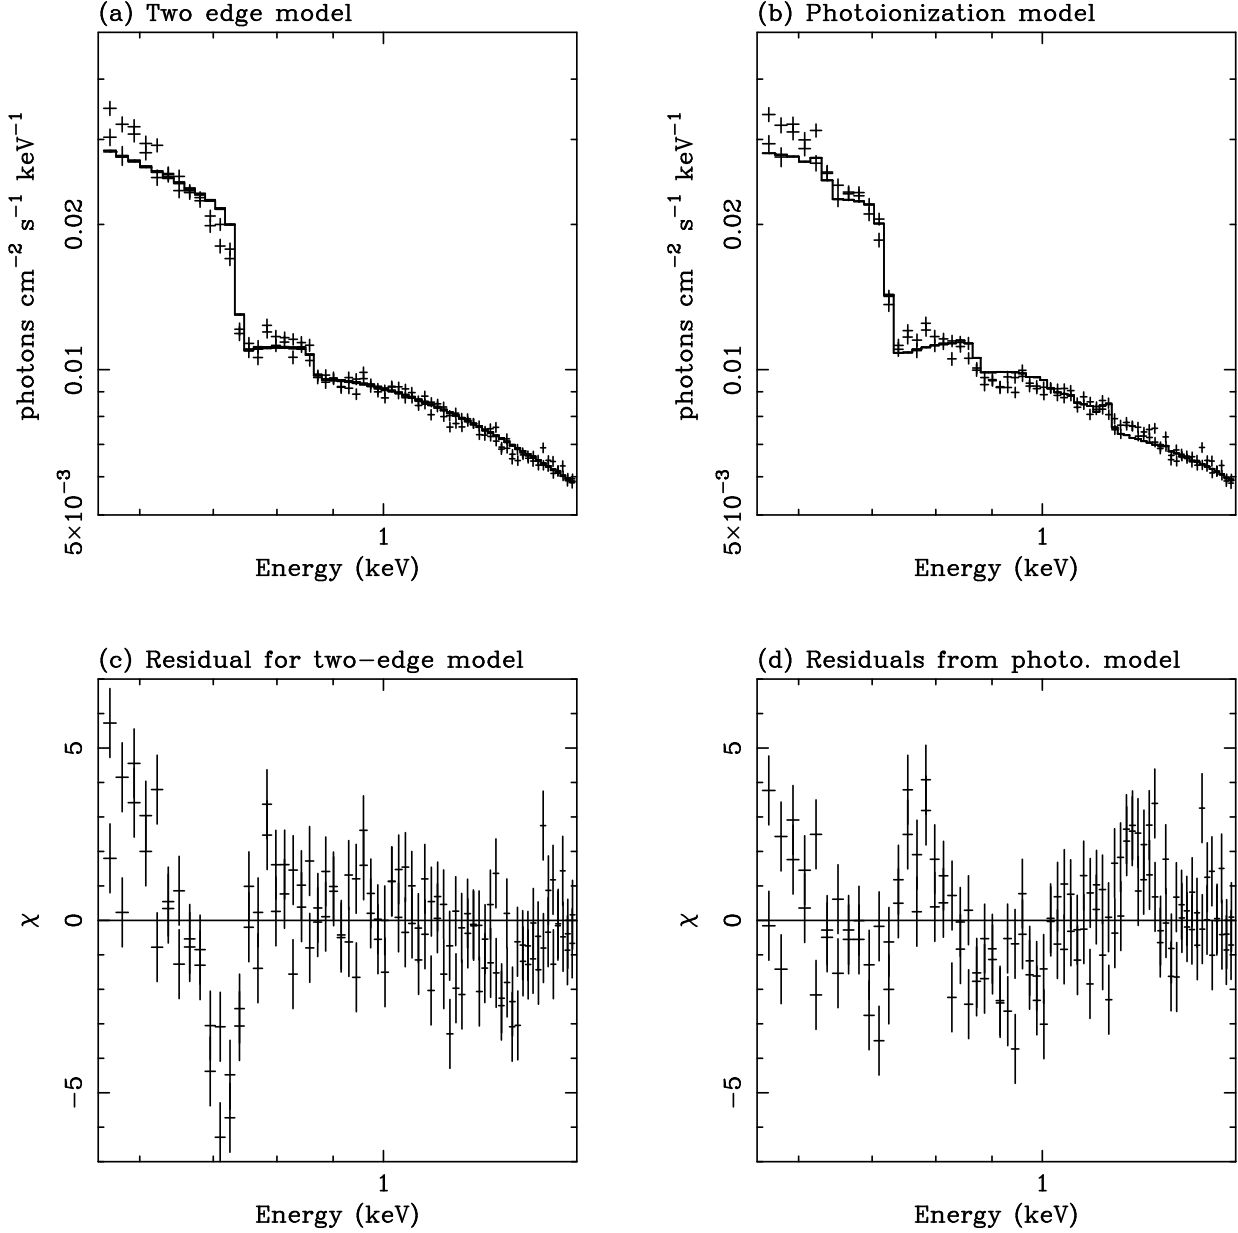 (a) Two edge model
(b) Photoionization model
photons cm⁻² s⁻¹ keV⁻¹
0.02
0.01
5×10⁻³
1
Energy (keV)
photons cm⁻² s⁻¹ keV⁻¹
0.02
0.01
5×10⁻³
1
Energy (keV)
(c) Residual for two−edge model
(d) Residuals from photo. model
χ
5
0
−5
1
Energy (keV)
χ
5
0
−5
1
Energy (keV)